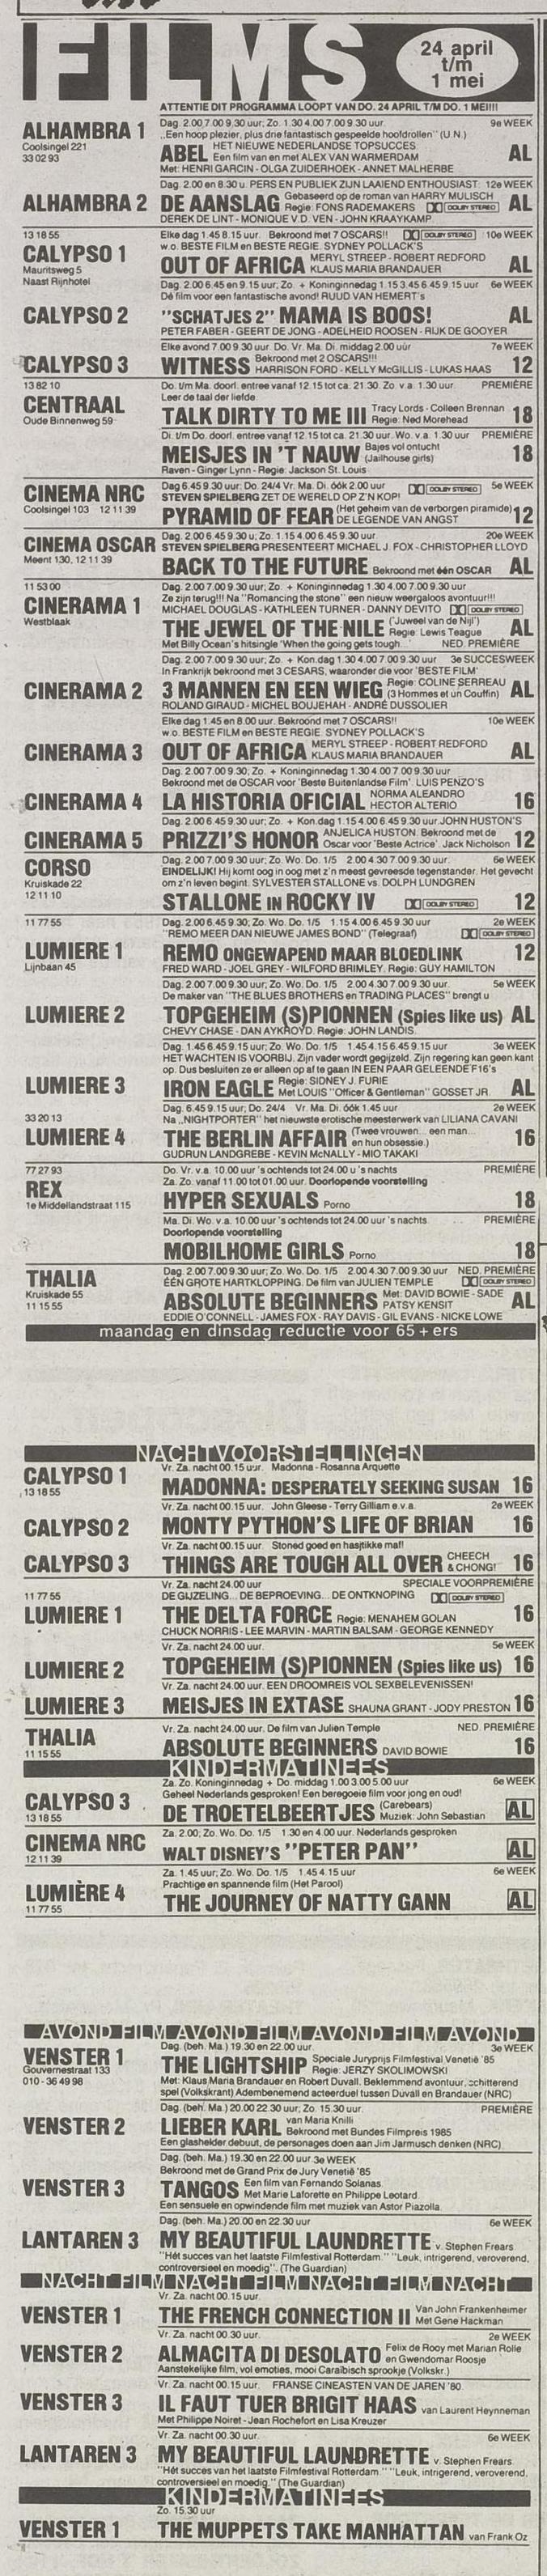 FILMS
24 april
t/m
1 mei
ATTENTIE DIT PROGRAMMA LOOPT VAN DO. 24 APRIL T/M DO. 1 MEI!!!!
Dag. 2.00 7.00 9.30 uur; Zo. 1.30 4.00 7.00 9.30 uur. 9e WEEK
ALHAMBRA 1
Coolsingel 221
33 02 93
„Een hoop plezier, plus drie fantastisch gespeelde hoofdrollen" (U.N.)
ABEL HET NIEUWE NEDERLANDSE TOPSUCCES
Een film van en met ALEX VAN WARMERDAM AL
Met: HENRI GARCIN - OLGA ZUIDERHOEK - ANNET MALHERBE
Dag. 2.00 en 8.30 u. PERS EN PUBLIEK ZIJN LAAIEND ENTHOUSIAST. 12e WEEK
ALHAMBRA 2 DE AANSLAG Gebaseerd op de roman van HARRY MULISCH
Regie: FONS RADEMAKERS DOLBY STEREO AL
DEREK DE LINT - MONIQUE V.D. VEN - JOHN KRAAYKAMP
13 18 55
CALYPSO 1
Mauritsweg 5
Naast Rijnhotel
Elke dag 1.45 8.15 uur. Bekroond met 7 OSCARS!! DOLBY STEREO 10e WEEK
w.o. BESTE FILM en BESTE REGIE. SYDNEY POLLACK'S
OUT OF AFRICA MERYL STREEP - ROBERT REDFORD
KLAUS MARIA BRANDAUER AL
Dag. 2.00 6.45 en 9.15 uur; Zo. + Koninginnedag 1.15 3.45 6.45 9.15 uur 6e WEEK
Dé film voor een fantastische avond! RUUD VAN HEMERT's
CALYPSO 2 "SCHATJES 2" MAMA IS BOOS! AL
PETER FABER - GEERT DE JONG - ADELHEID ROOSEN - RIJK DE GOOYER
Elke avond 7.00 9.30 uur. Do. Vr. Ma. Di. middag 2.00 uur 7e WEEK
CALYPSO 3 WITNESS Bekroond met 2 OSCARS!!!
HARRISON FORD - KELLY McGILLIS - LUKAS HAAS 12
13 82 10
CENTRAAL
Oude Binnenweg 59
Do. t/m Ma. doorl. entree vanaf 12.15 tot ca. 21.30. Zo. v.a. 1.30 uur. PREMIÈRE
Leer de taal der liefde.
TALK DIRTY TO ME III Tracy Lords - Colleen Brennan
Regie: Ned Morehead 18
Di. t/m Do. doorl. entree vanaf 12.15 tot ca. 21.30 uur. Wo. v.a. 1.30 uur PREMIÈRE
MEISJES IN 'T NAUW Bajes vol ontucht
(Jailhouse girls) 18
Raven - Ginger Lynn - Regie: Jackson St. Louis
CINEMA NRC
Coolsingel 103 12 11 39
Dag 6.45 9.30 uur; Do. 24/4 Vr. Ma. Di. óók 2.00 uur DOLBY STEREO 5e WEEK
STEVEN SPIELBERG ZET DE WERELD OP Z'N KOP!
PYRAMID OF FEAR (Het geheim van de verborgen piramide)
DE LEGENDE VAN ANGST 12
CINEMA OSCAR
Meent 130, 12 11 39
Dag. 2.00 6.45 9.30 u; Zo. 1.15 4.00 6.45 9.30 uur 20e WEEK
STEVEN SPIELBERG PRESENTEERT MICHAEL J. FOX - CHRISTOPHER LLOYD
BACK TO THE FUTURE Bekroond met één OSCAR AL
11 53 00
CINERAMA 1
Westblaak
Dag. 2.00 7.00 9.30 uur; Zo. + Koninginnedag 1.30 4.00 7.00 9.30 uur
Ze zijn terug!!! Na "Romancing the stone" een nieuw weergaloos avontuur!!!
MICHAEL DOUGLAS - KATHLEEN TURNER - DANNY DEVITO DOLBY STEREO
THE JEWEL OF THE NILE ('Juweel van de Nijl')
Regie: Lewis Teague AL
Met Billy Ocean's hitsingle 'When the going gets tough...' NED. PREMIÈRE
Dag. 2.00 7.00 9.30 uur; Zo. + Kon.dag 1.30 4.00 7.00 9.30 uur 3e SUCCESWEEK
In Frankrijk bekroond met 3 CESARS, waaronder die voor 'BESTE FILM'
CINERAMA 2 3 MANNEN EN EEN WIEG Regie: COLINE SERREAU
(3 Hommes et un Couffin) AL
ROLAND GIRAUD - MICHEL BOUJEHAH - ANDRÉ DUSSOLIER
Elke dag 1.45 en 8.00 uur. Bekroond met 7 OSCARS!! 10e WEEK
w.o. BESTE FILM en BESTE REGIE. SYDNEY POLLACK'S
CINERAMA 3 OUT OF AFRICA MERYL STREEP - ROBERT REDFORD
KLAUS MARIA BRANDAUER AL
Dag. 2.00 7.00 9.30; Zo. + Koninginnedag 1.30 4.00 7.00 9.30 uur
Bekroond met de OSCAR voor 'Beste Buitenlandse Film'. LUIS PENZO'S
CINERAMA 4 LA HISTORIA OFICIAL NORMA ALEANDRO
HECTOR ALTERIO 16
Dag. 2.00 6.45 9.30 uur; Zo. + Kon.dag 1.15 4.00 6.45 9.30 uur JOHN HUSTON'S
CINERAMA 5 PRIZZI'S HONOR ANJELICA HUSTON. Bekroond met de
Oscar voor 'Beste Actrice'. Jack Nicholson 12
CORSO
Kruiskade 22
12 11 10
Dag. 2.00 7.00 9.30 uur; Zo. Wo. Do. 1/5 2.00 4.30 7.00 9.30 uur. 6e WEEK
EINDELIJK! Hij komt oog in oog met z'n meest gevreesde tegenstander. Het gevecht
om z'n leven begint. SYLVESTER STALLONE vs. DOLPH LUNDGREN
STALLONE IN ROCKY IV DOLBY STEREO 12
11 77 55
LUMIERE 1
Lijnbaan 45
Dag. 2.00 6.45 9.30; Zo. Wo. Do. 1/5 1.15 4.00 6.45 9.30 uur 2e WEEK
"REMO MEER DAN NIEUWE JAMES BOND" (Telegraaf) DOLBY STEREO
REMO ONGEWAPEND MAAR BLOEDLINK 12
FRED WARD - JOEL GREY - WILFORD BRIMLEY. Regie: GUY HAMILTON
Dag. 2.00 7.00 9.30 uur; Zo. Wo. Do. 1/5 2.00 4.30 7.00 9.30 uur. 5e WEEK
De maker van "THE BLUES BROTHERS en TRADING PLACES" brengt u
LUMIERE 2 TOPGEHEIM (S)PIONNEN (Spies like us) AL
CHEVY CHASE - DAN AYKROYD. Regie: JOHN LANDIS.
Dag. 1.45 6.45 9.15 uur; Zo. Wo. Do. 1/5 1.45 4.15 6.45 9.15 uur 3e WEEK
HET WACHTEN IS VOORBIJ. Zijn vader wordt gegijzeld. Zijn regering kan geen kant
op. Dus besluiten ze er alleen op af te gaan IN EEN PAAR GELEENDE F16's
LUMIERE 3 IRON EAGLE Regie: SIDNEY J. FURIE
Met LOUIS "Officer & Gentleman" GOSSET JR. AL
Dag. 6.45 9.15 uur; Do. 24/4 Vr. Ma. Di. óók 1.45 uur 2e WEEK
33 20 13
Na „NIGHTPORTER" het nieuwste erotische meesterwerk van LILIANA CAVANI
LUMIERE 4 THE BERLIN AFFAIR (Twee vrouwen... een man...
en hun obsessie.) 16
GUDRUN LANDGREBE - KEVIN McNALLY - MIO TAKAKI
77 27 93
REX
1e Middellandstraat 115
Do. Vr. v.a. 10.00 uur 's ochtends tot 24.00 u 's nachts PREMIÈRE
Za. Zo. vanaf 11.00 tot 01.00 uur. Doorlopende voorstelling
HYPER SEXUALS Porno 18
Ma. Di. Wo. v.a. 10.00 uur 's ochtends tot 24.00 uur 's nachts. PREMIÈRE
Doorlopende voorstelling
MOBILHOME GIRLS Porno 18
THALIA
Kruiskade 55
11 15 55
Dag. 2.00 7.00 9.30 uur; Zo. Wo. Do. 1/5 2.00 4.30 7.00 9.30 uur NED. PREMIÈRE
ÉÉN GROTE HARTKLOPPING. De film van JULIEN TEMPLE DOLBY STEREO
ABSOLUTE BEGINNERS Met: DAVID BOWIE - SADE
PATSY KENSIT AL
EDDIE O'CONNELL - JAMES FOX - RAY DAVIS - GIL EVANS - NICKE LOWE
maandag en dinsdag reductie voor 65 + ers
NACHTVOORSTELLINGEN
Vr. Za. nacht 00.15 uur. Madonna - Rosanna Arquette
CALYPSO 1
13 18 55
MADONNA: DESPERATELY SEEKING SUSAN 16
Vr. Za. nacht 00.15 uur. John Gleese - Terry Gilliam e.v.a. 2e WEEK
CALYPSO 2 MONTY PYTHON'S LIFE OF BRIAN 16
Vr. Za. nacht 00.15 uur. Stoned goed en hasjtikke maf!
CALYPSO 3 THINGS ARE TOUGH ALL OVER CHEECH
& CHONG! 16
Vr. Za. nacht 24.00 uur SPECIALE VOORPREMIÈRE
11 77 55
DE GIJZELING... DE BEPROEVING... DE ONTKNOPING DOLBY STEREO
LUMIERE 1 THE DELTA FORCE Regie: MENAHEM GOLAN 16
CHUCK NORRIS - LEE MARVIN - MARTIN BALSAM - GEORGE KENNEDY
Vr. Za. nacht 24.00 uur. 5e WEEK
LUMIERE 2 TOPGEHEIM (S)PIONNEN (Spies like us) 16
Vr. Za. nacht 24.00 uur. EEN DROOMREIS VOL SEXBELEVENISSEN!
LUMIERE 3 MEISJES IN EXTASE SHAUNA GRANT - JODY PRESTON 16
Vr. Za. nacht 24.00 uur. De film van Julien Temple NED. PREMIÈRE
THALIA
11 15 55
ABSOLUTE BEGINNERS DAVID BOWIE 16
KINDERMATINEES
Za. Zo. Koninginnedag + Do. middag 1.00 3.00 5.00 uur 6e WEEK
Geheel Nederlands gesproken! Een beregoeie film voor jong en oud!
CALYPSO 3
13 18 55
DE TROETELBEERTJES (Carebears)
Muziek: John Sebastian AL
Za. 2.00; Zo. Wo. Do. 1/5 1.30 en 4.00 uur. Nederlands gesproken
CINEMA NRC
12 11 39
WALT DISNEY'S "PETER PAN" AL
Za. 1.45 uur; Zo. Wo. Do. 1/5 1.45 4.15 uur 6e WEEK
Prachtige en spannende film (Het Parool)
LUMIÈRE 4
11 77 55
THE JOURNEY OF NATTY GANN AL
AVOND FILM AVOND FILM AVOND FILM AVOND
Dag. (beh. Ma.) 19.30 en 22.00 uur. 3e WEEK
VENSTER 1
Gouvernestraat 133
010 - 36 49 98
THE LIGHTSHIP Speciale Juryprijs Filmfestival Venetië '85
Regie: JERZY SKOLIMOWSKI
Met: Klaus Maria Brandauer en Robert Duvall. Beklemmend avontuur, schitterend
spel (Volkskrant) Adembenemend acteerduel tussen Duvall en Brandauer (NRC)
Dag. (beh. Ma.) 20.00 22.30 uur; Zo. 15.30 uur. PREMIÈRE
VENSTER 2 LIEBER KARL van Maria Knilli
Bekroond met Bundes Filmpreis 1985
Een glashelder debuut, de personages doen aan Jim Jarmusch denken (NRC)
Dag. (beh. Ma.) 19.30 en 22.00 uur 3e WEEK
Bekroond met de Grand Prix de Jury Venetië '85
VENSTER 3 TANGOS Een film van Fernando Solanas.
Met Marie Laforette en Philippe Leotard
Een sensuele en opwindende film met muziek van Astor Piazolla.
Dag. (beh. Ma.) 20.00 en 22.30 uur 6e WEEK
LANTAREN 3 MY BEAUTIFUL LAUNDRETTE v. Stephen Frears
"Hét succes van het laatste Filmfestival Rotterdam." "Leuk, intrigerend, veroverend,
controversieel en moedig". (The Guardian)
NACHT FILM NACHT FILM NACHT FILM NACHT
Vr. Za. nacht 00.15 uur.
VENSTER 1 THE FRENCH CONNECTION II Van John Frankenheimer
Met Gene Hackman
Vr. Za. nacht 00.30 uur. 2e WEEK
VENSTER 2 ALMACITA DI DESOLATO Felix de Rooy met Marian Rolle
en Gwendomar Roosje
Aanstekelijke film, vol emoties, mooi Caraïbisch sprookje (Volkskr.)
Vr. Za. nacht 00.15 uur. FRANSE CINEASTEN VAN DE JAREN '80.
VENSTER 3 IL FAUT TUER BRIGIT HAAS van Laurent Heynneman
Met Philippe Noiret - Jean Rochefort en Lisa Kreuzer
Vr. Za. nacht 00.30 uur. 6e WEEK
LANTAREN 3 MY BEAUTIFUL LAUNDRETTE v. Stephen Frears.
"Hét succes van het laatste Filmfestival Rotterdam." "Leuk, intrigerend, veroverend,
controversieel en moedig." (The Guardian)
KINDERMATINEES
Zo. 15.30 uur
VENSTER 1 THE MUPPETS TAKE MANHATTAN van Frank Oz